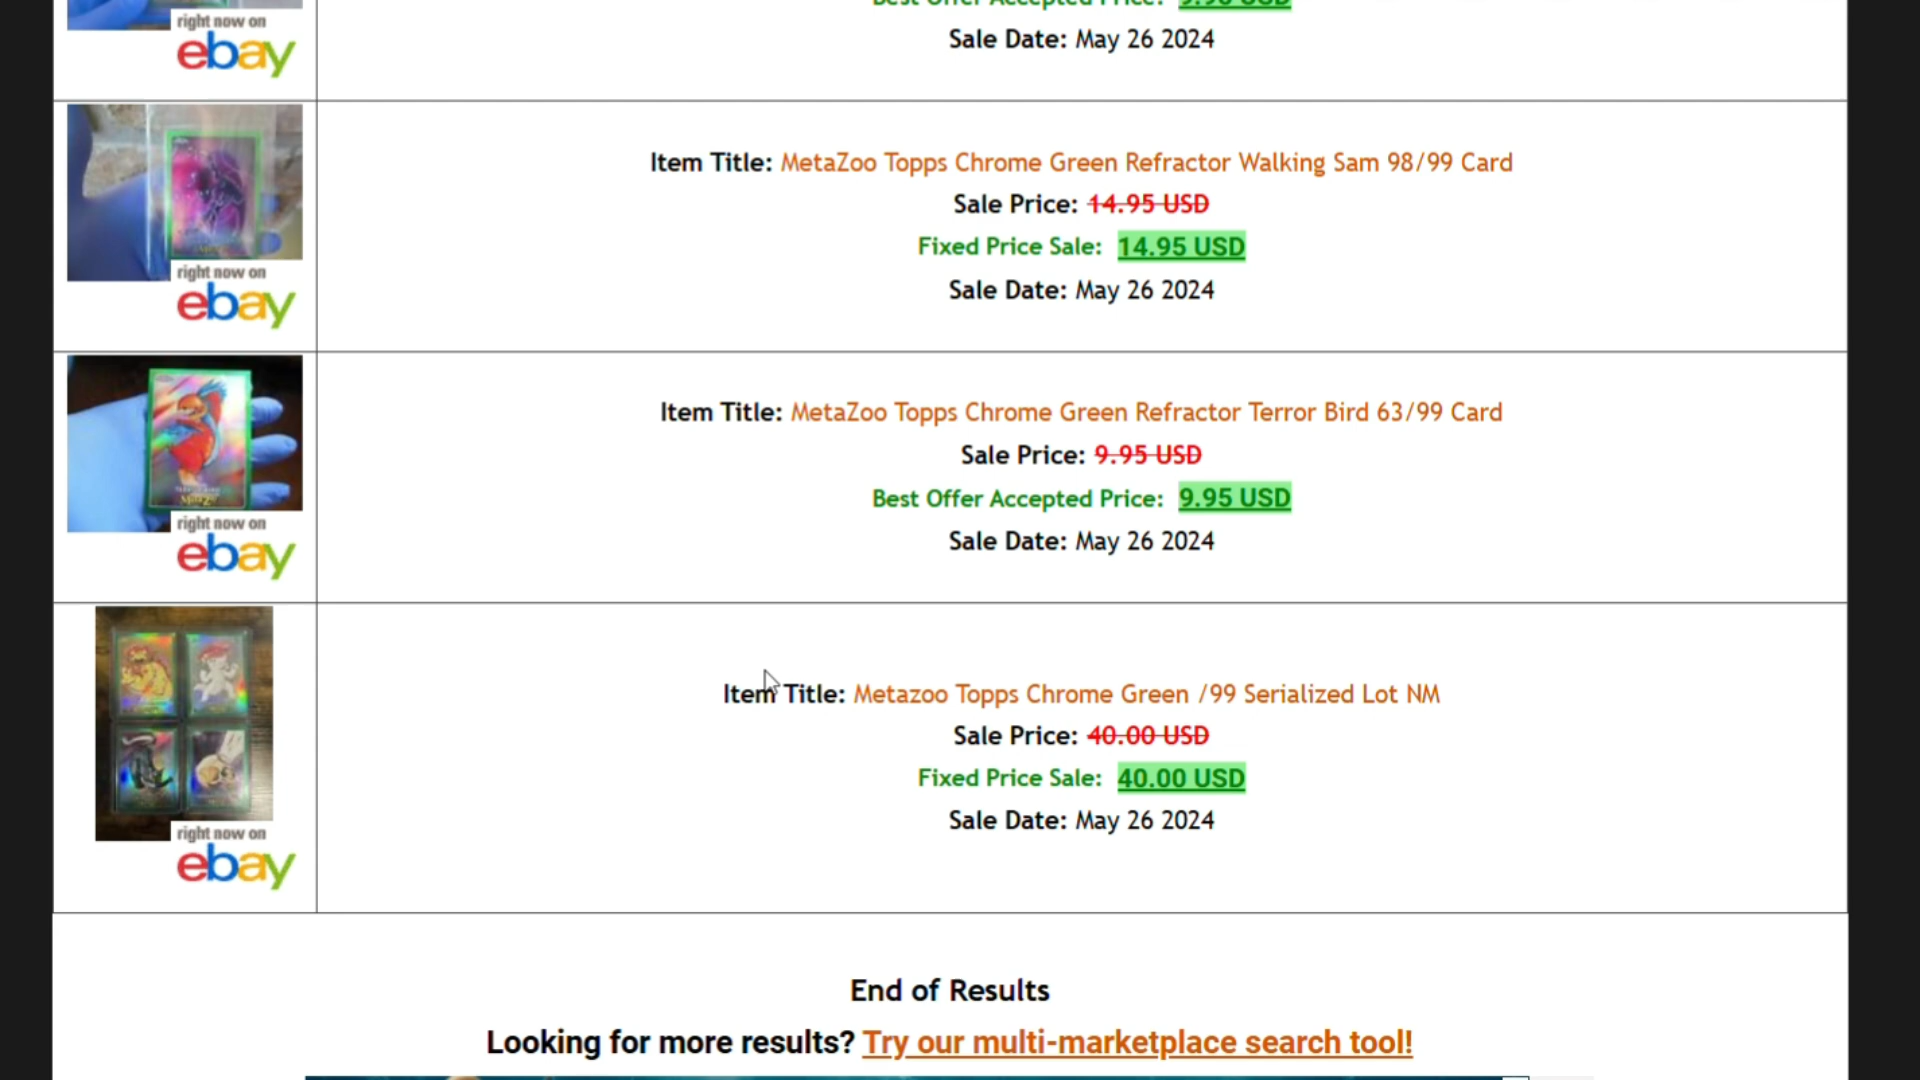 Best Offer Accepted Price: 9.95 USD
right now on
ebay
Sale Date: May 26 2024
Item Title: MetaZoo Topps Chrome Green Refractor Walking Sam 98/99 Card
Sale Price: 14.95 USD
Fixed Price Sale: 14.95 USD
Sale Date: May 26 2024
right now on
ebay
Item Title: MetaZoo Topps Chrome Green Refractor Terror Bird 63/99 Card
Sale Price: 9.95 USD
Best Offer Accepted Price: 9.95 USD
Sale Date: May 26 2024
right now on
ebay
Item Title: Metazoo Topps Chrome Green /99 Serialized Lot NM
Sale Price: 40.00 USD
Fixed Price Sale: 40.00 USD
Sale Date: May 26 2024
right now on
ebay
End of Results
Looking for more results? Try our multi-marketplace search tool!